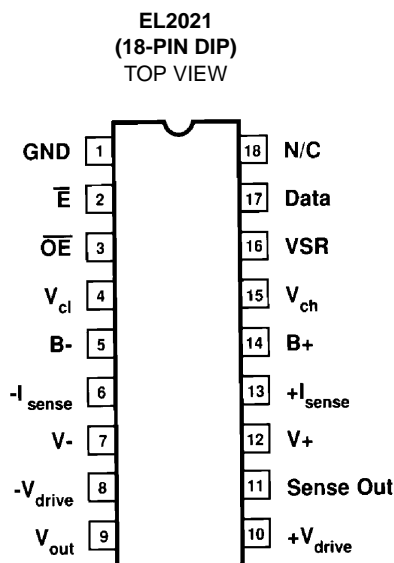 EL2021
(18-PIN DIP)
TOP VIEW
GND 1 18 N/C
E̅ 2 17 Data
O̅E̅ 3 16 VSR
Vcl 4 15 Vch
B- 5 14 B+
-Isense 6 13 +Isense
V- 7 12 V+
-Vdrive 8 11 Sense Out
Vout 9 10 +Vdrive